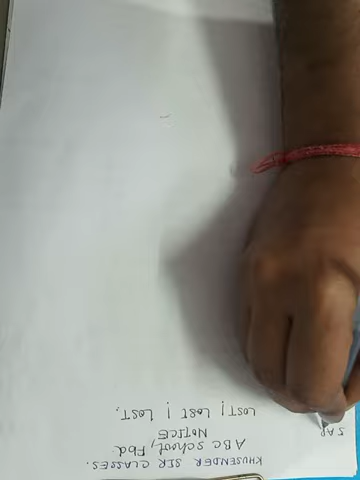 KHUSENDER SIR CLASSES.
ABC School, Fbd
NOTICE
LOST! LOST! LOST.